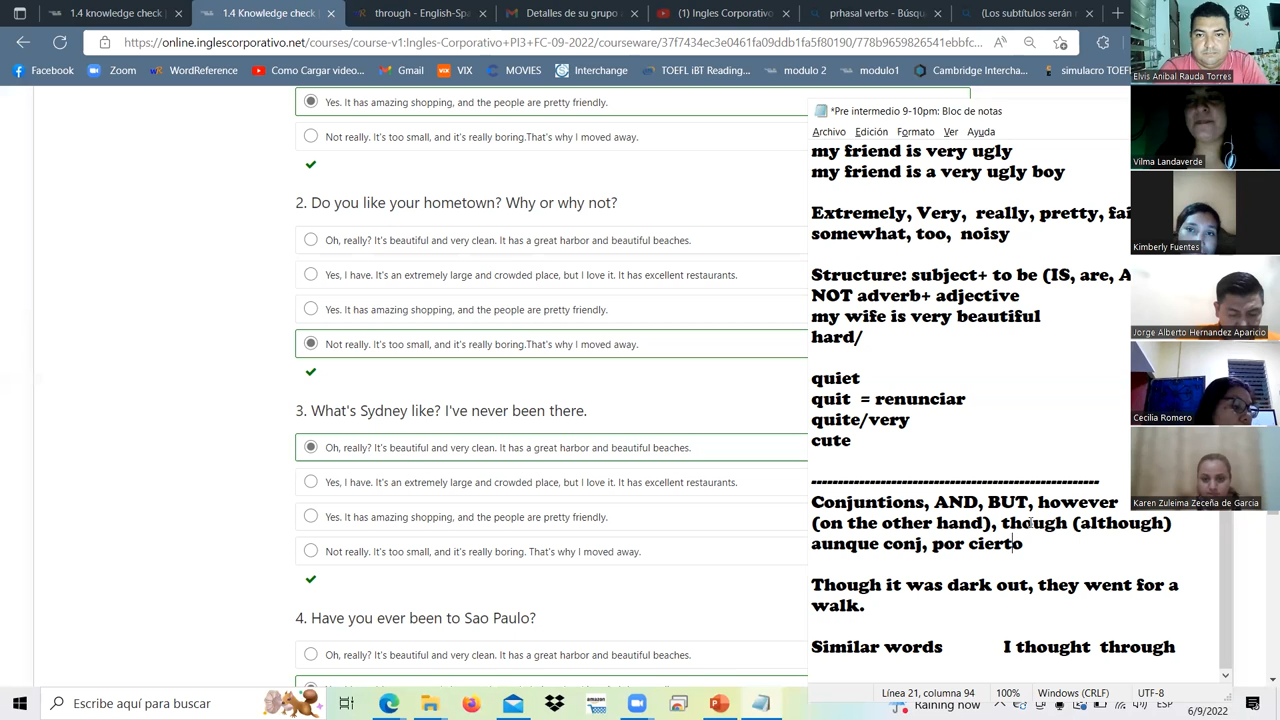 1.4 Knowledge check
1.4 Knowledge check
through - English-Spa
Detalles de su grupo
(1) Ingles Corporativo
prhasal verbs - Búsqu
(Los subtítulos serán
https://online.inglescorporativo.net/courses/course-v1:Ingles-Corporativo+PI3+FC-09-2022/courseware/37f7434ec3e0461fa09ddb1fa5f80190/778b9659826541ebbfc...
Facebook
Zoom
WordReference
Como Cargar video...
Gmail
VIX
MOVIES
Interchange
TOEFL iBT Reading...
modulo 2
modulo1
Cambridge Intercha...
simulacro TOEFL
Yes. It has amazing shopping, and the people are pretty friendly.
Not really. It's too small, and it's really boring.That's why I moved away.
2. Do you like your hometown? Why or why not?
Oh, really? It's beautiful and very clean. It has a great harbor and beautiful beaches.
Yes, I have. It's an extremely large and crowded place, but I love it. It has excellent restaurants.
Yes. It has amazing shopping, and the people are pretty friendly.
Not really. It's too small, and it's really boring.That's why I moved away.
3. What's Sydney like? I've never been there.
Oh, really? It's beautiful and very clean. It has a great harbor and beautiful beaches.
Yes, I have. It's an extremely large and crowded place, but I love it. It has excellent restaurants.
Yes. It has amazing shopping, and the people are pretty friendly.
Not really. It's too small, and it's really boring. That's why I moved away.
4. Have you ever been to Sao Paulo?
Oh, really? It's beautiful and very clean. It has a great harbor and beautiful beaches.
*Pre intermedio 9-10pm: Bloc de notas
Archivo Edición Formato Ver Ayuda
my friend is very ugly
my friend is a very ugly boy
Extremely, Very, really, pretty, fai
somewhat, too, noisy
Structure: subject+ to be (IS, are, A
NOT adverb+ adjective
my wife is very beautiful
hard/
quiet
quit = renunciar
quite/very
cute
-------------------------------------------------------
Conjuntions, AND, BUT, however
(on the other hand), though (although)
aunque conj, por cierto
Though it was dark out, they went for a
walk.
Similar words I thought through
Línea 21, columna 94
100%
Windows (CRLF)
UTF-8
Elvis Anibal Rauda Torres
Vilma Landaverde
Kimberly Fuentes
Jorge Alberto Hernandez Aparicio
Cecilia Romero
Karen Zuleima Zeceña de Garcia
Escribe aquí para buscar
Raining now
ESP
6/9/2022